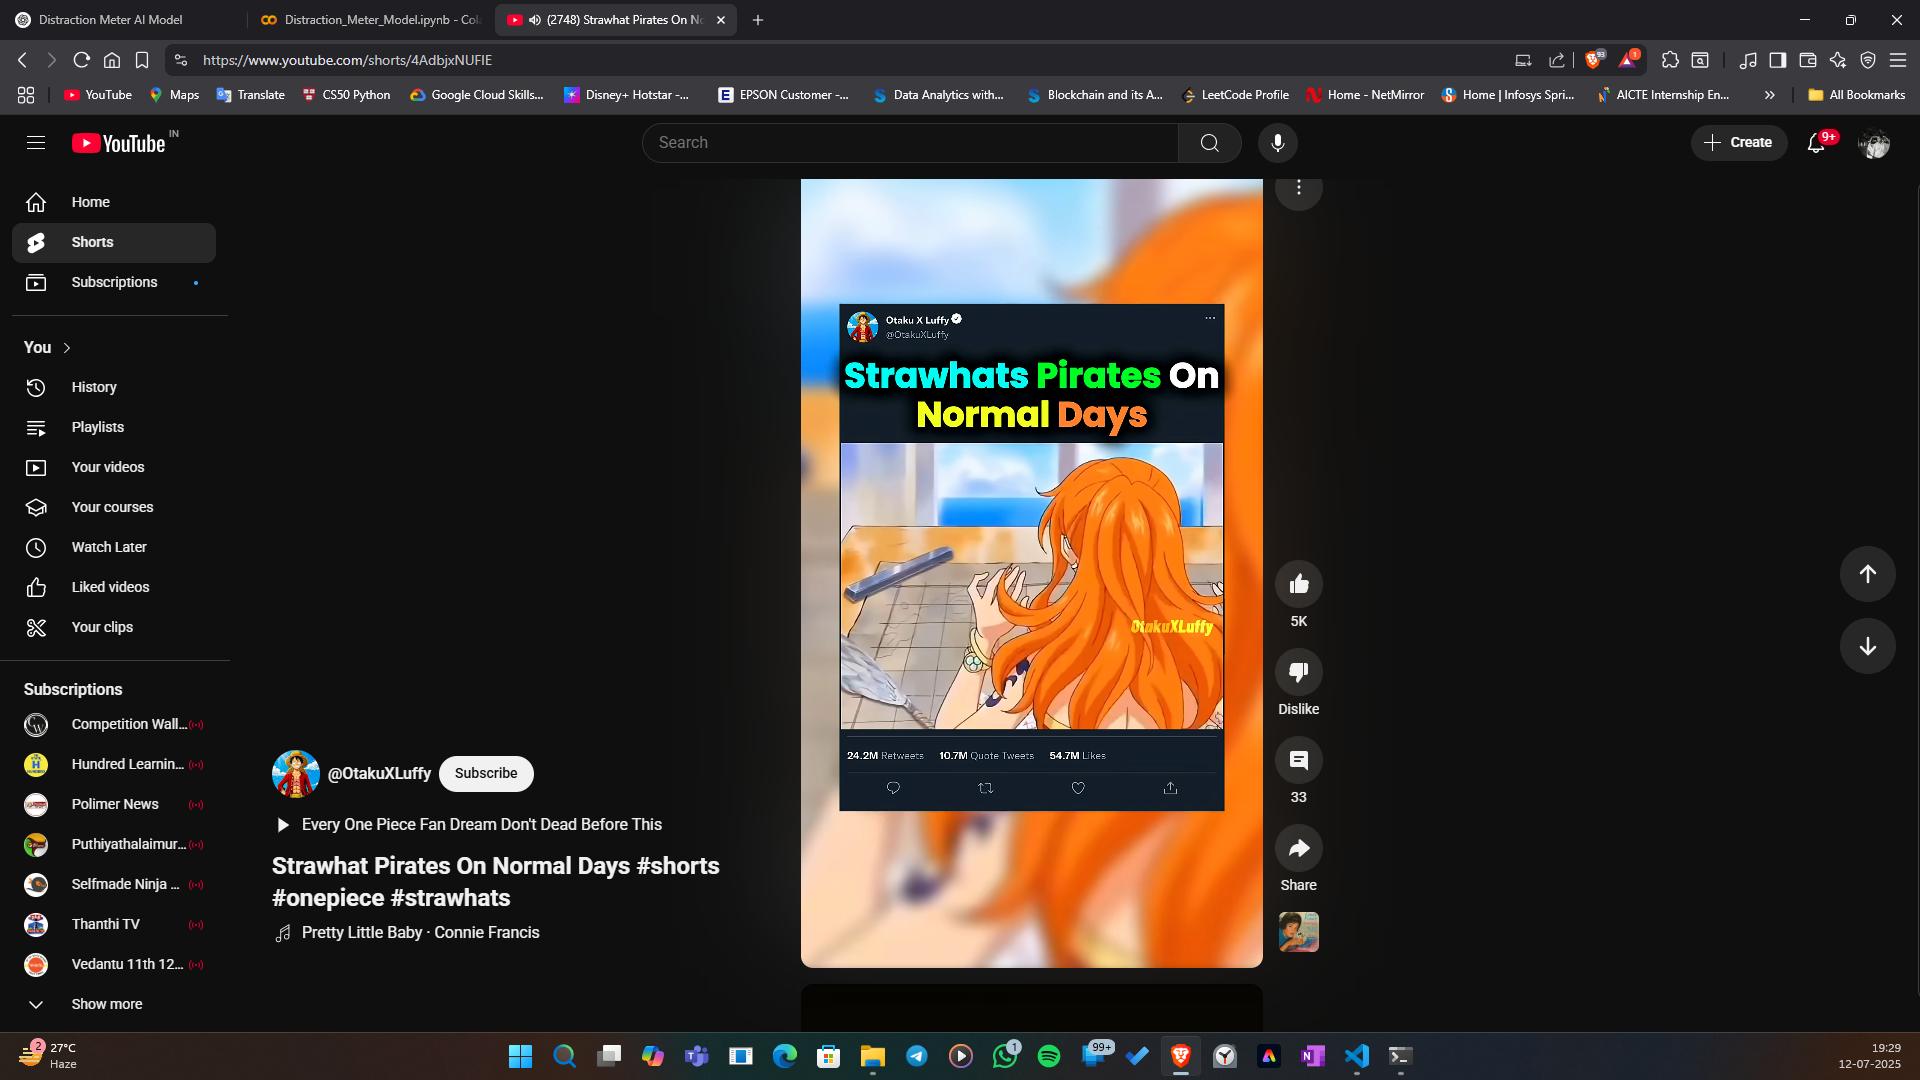 Distraction Meter AI Model
Distraction_Meter_Model.ipynb - Col
(2748) Strawhat Pirates On No
https://www.youtube.com/shorts/4AdbjxNUFIE
93
1
YouTube
Maps
Translate
CS50 Python
Google Cloud Skills...
Disney+ Hotstar -...
EPSON Customer -...
Data Analytics with...
Blockchain and its A...
LeetCode Profile
Home - NetMirror
Home | Infosys Spri...
AICTE Internship En...
All Bookmarks
YouTube IN
Search
Create
9+
Home
Shorts
Subscriptions
You
History
Playlists
Your videos
Your courses
Watch Later
Liked videos
Your clips
Subscriptions
Competition Wall...
Hundred Learnin...
Polimer News
Puthiyathalaimur...
Selfmade Ninja ...
Thanthi TV
Vedantu 11th 12...
Show more
@OtakuXLuffy
Subscribe
Every One Piece Fan Dream Don't Dead Before This
Strawhat Pirates On Normal Days #shorts
#onepiece #strawhats
Pretty Little Baby · Connie Francis
Otaku X Luffy
@OtakuXLuffy
Strawhats Pirates On
Normal Days
OtakuXLuffy
24.2M Retweets 10.7M Quote Tweets 54.7M Likes
5K
Dislike
33
Share
2
27°C
Haze
1
99+
19:29
12-07-2025